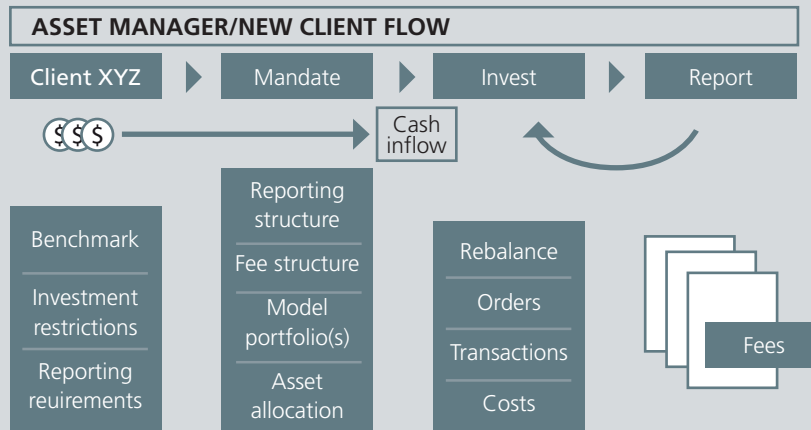 ASSET MANAGER/NEW CLIENT FLOW
Client XYZ
Mandate
Invest
Report
$$$
Cash
inflow
Benchmark
Investment
restrictions
Reporting
reuirements
Reporting
structure
Fee structure
Model
portfolio(s)
Asset
allocation
Rebalance
Orders
Transactions
Costs
Fees